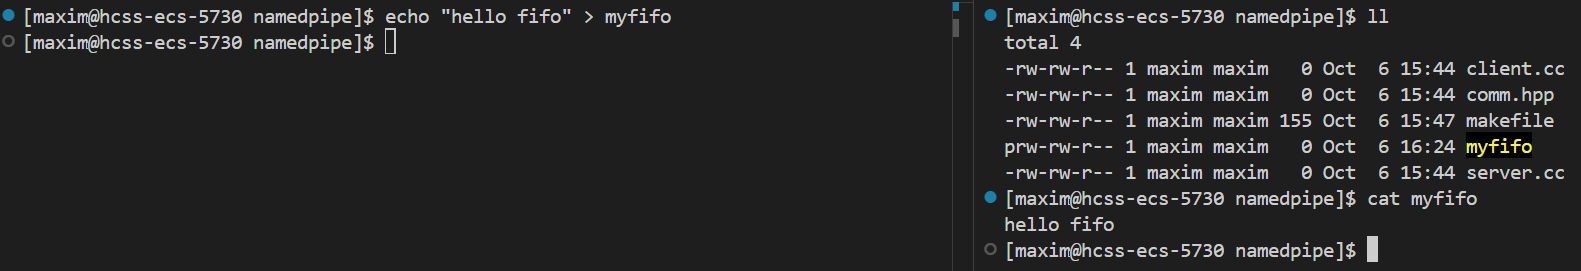 [maxim@hcss-ecs-5730 namedpipe]$ echo "hello fifo" > myfifo
[maxim@hcss-ecs-5730 namedpipe]$
[maxim@hcss-ecs-5730 namedpipe]$ ll
total 4
-rw-rw-r-- 1 maxim maxim   0 Oct  6 15:44 client.cc
-rw-rw-r-- 1 maxim maxim   0 Oct  6 15:44 comm.hpp
-rw-rw-r-- 1 maxim maxim 155 Oct  6 15:47 makefile
prw-rw-r-- 1 maxim maxim   0 Oct  6 16:24 myfifo
-rw-rw-r-- 1 maxim maxim   0 Oct  6 15:44 server.cc
[maxim@hcss-ecs-5730 namedpipe]$ cat myfifo
hello fifo
[maxim@hcss-ecs-5730 namedpipe]$